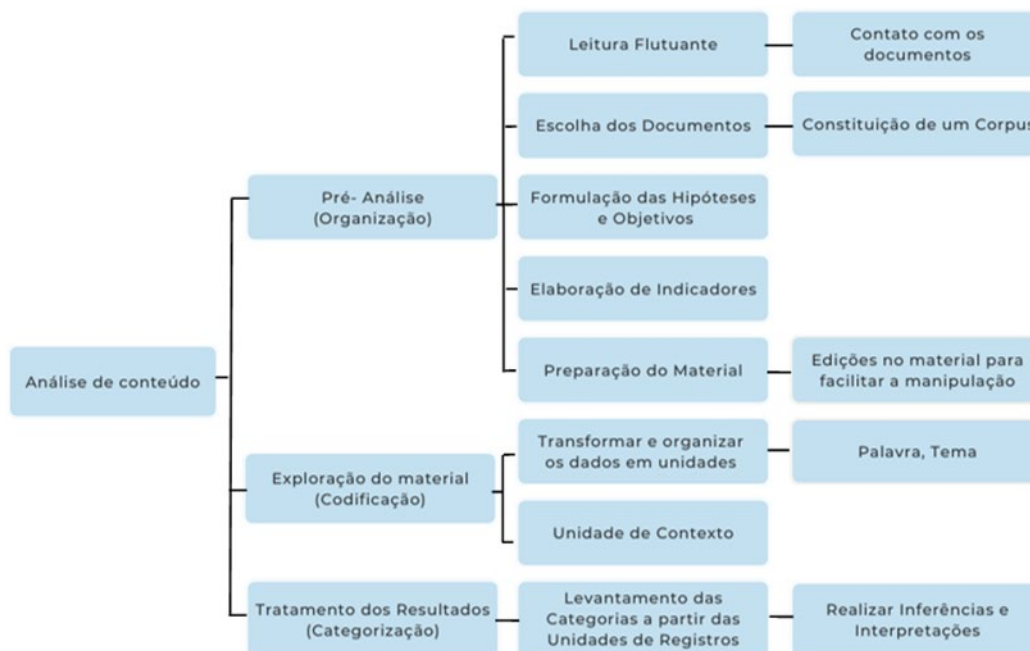 Leitura Flutuante
Contato com os
documentos
Escolha dos Documentos
Constituição de um Corpus
Pré- Análise
(Organização)
Formulação das Hipóteses
e Objetivos
Elaboração de Indicadores
Preparação do Material
Edições no material para
facilitar a manipulação
Análise de conteúdo
Exploração do material
(Codificação)
Transformar e organizar
os dados em unidades
Palavra, Tema
Unidade de Contexto
Tratamento dos Resultados
(Categorização)
Levantamento das
Categorias a partir das
Unidades de Registros
Realizar Inferências e
Interpretações